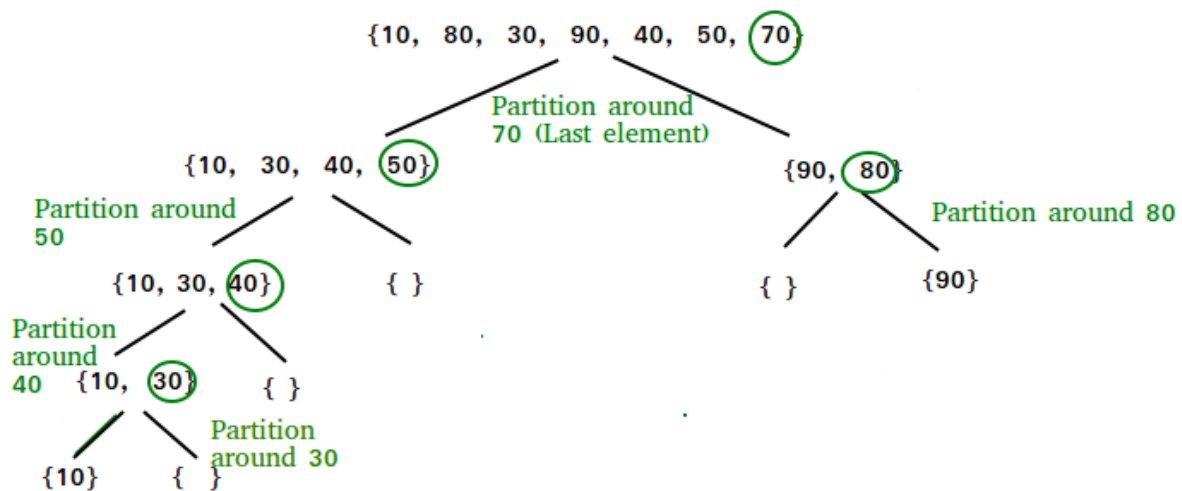 {10, 80, 30, 90, 40, 50, 70}
Partition around
70 (Last element)
{10, 30, 40, 50}
{90, 80}
Partition around
50
Partition around 80
{10, 30, 40}
{ }
{ }
{90}
Partition
around
40
{10, 30}
{ }
Partition
around 30
{10}
{ }